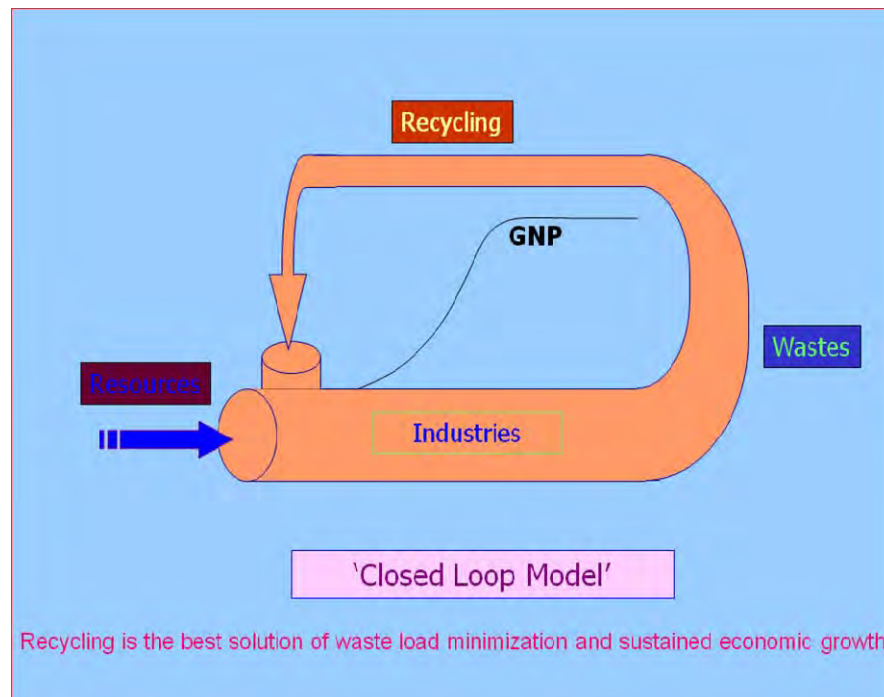 Recycling
GNP
Wastes
Resources
Industries
‘Closed Loop Model’
Recycling is the best solution of waste load minimization and sustained economic growth